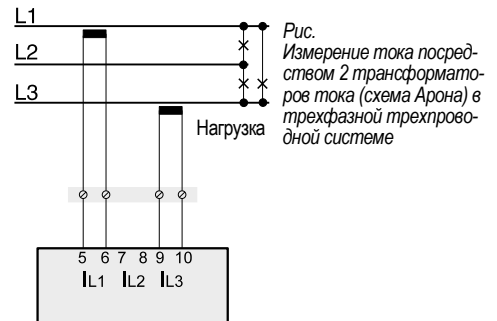 L1
L2
L3
Рис.
Измерение тока посред-
ством 2 трансформато-
ров тока (схема Арона) в
трехфазной трехпрово-
дной системе
Нагрузка
5 6 7 8 9 10
IL1 IL2 IL3